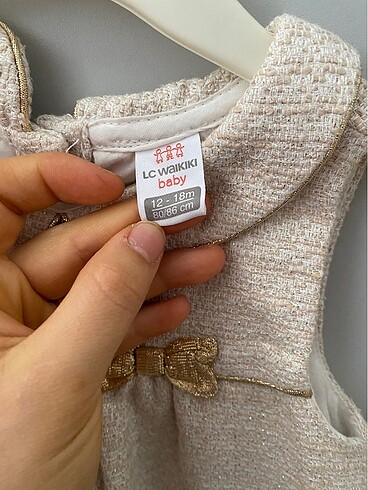 LC WAIKIKI
baby
12 - 18m
80/86 cm